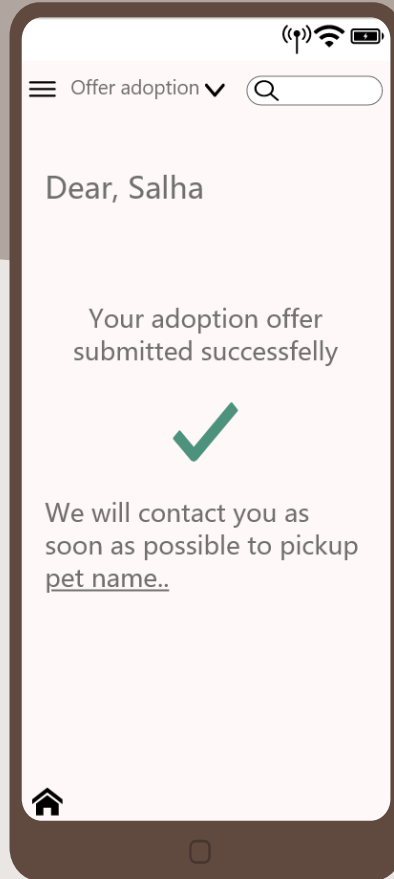 Offer adoption
Dear, Salha
Your adoption offer
submitted successfelly
We will contact you as
soon as possible to pickup
pet name..